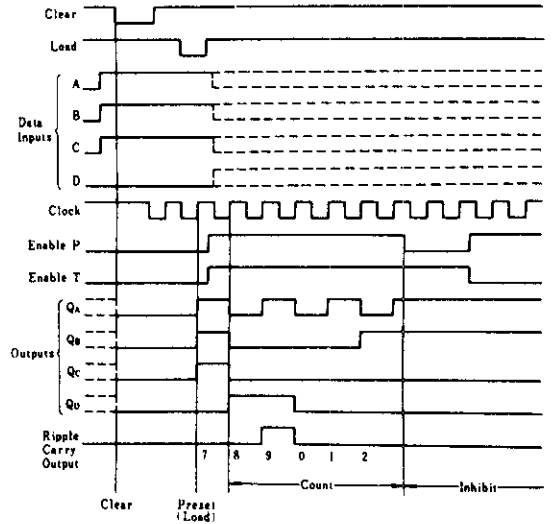 Clear
Load
A
B
Data
Inputs
C
D
Clock
Enable P
Enable T
QA
QB
Outputs
QC
QD
Ripple
Carry
Output
7 8 9 0 1 2
Count
Inhibit
Clear
Preset
(Load)